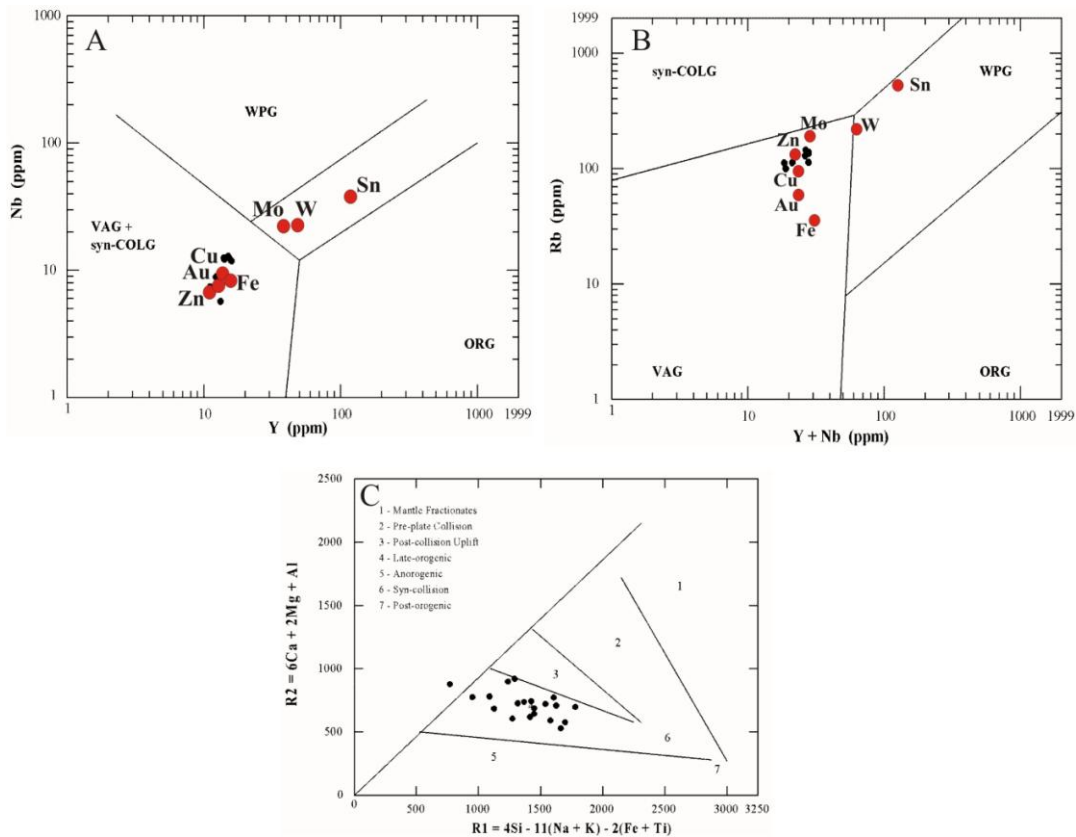 A
Nb (ppm)
1000
100
10
1
WPG
VAG +
syn-COLG
ORG
Mo
W
Sn
Cu
Au
Fe
Zn
1
10
100
1000
1999
Y (ppm)
B
Rb (ppm)
1999
1000
100
10
1
syn-COLG
WPG
Sn
W
Mo
Zn
Cu
Au
Fe
VAG
ORG
1
10
100
1000
1999
Y + Nb (ppm)
C
R2 = 6Ca + 2Mg + Al
2500
2000
1500
1000
500
0
1 - Mantle Fractionates
2 - Pre-plate Collision
3 - Post-collision Uplift
4 - Late-orogenic
5 - Anorogenic
6 - Syn-collision
7 - Post-orogenic
1
2
3
6
5
7
0
500
1000
1500
2000
2500
3000
3250
R1 = 4Si - 11(Na + K) - 2(Fe + Ti)